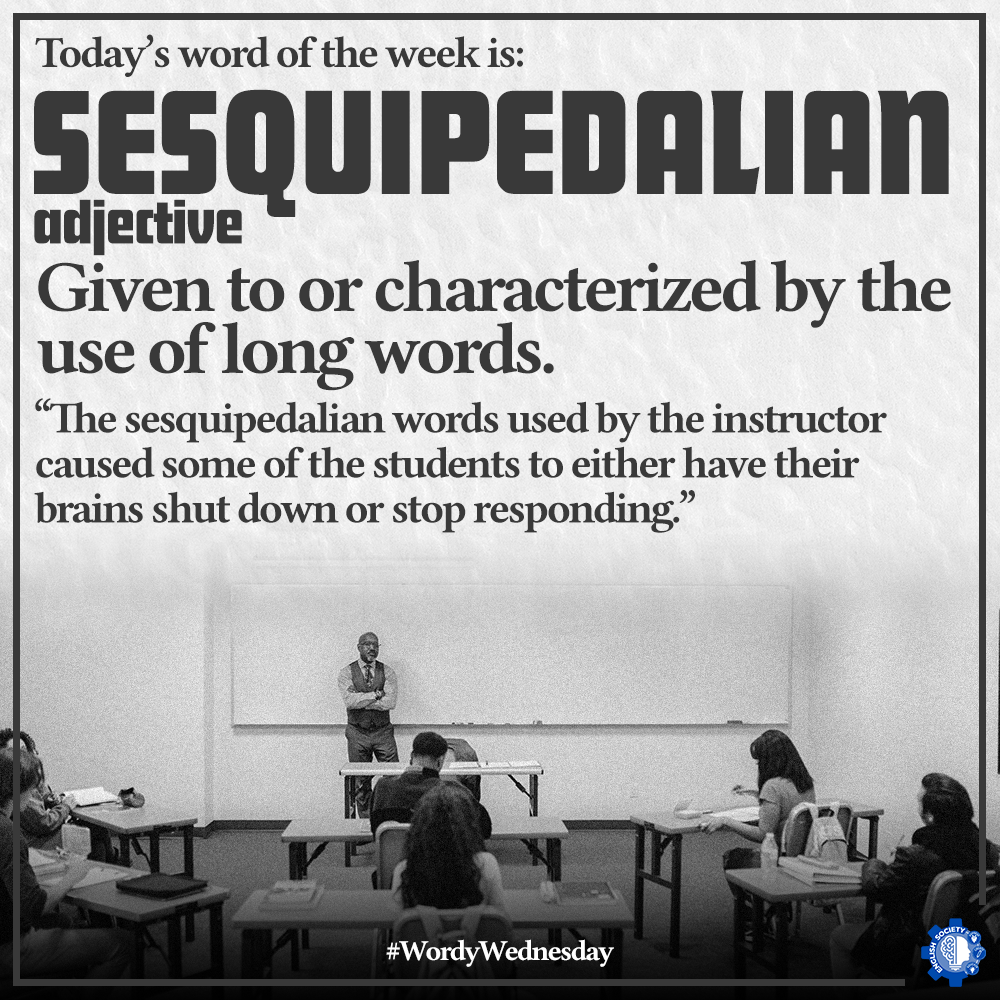 Today’s word of the week is:
SESQUIPEDALIAN
adjective
Given to or characterized by the
use of long words.
“The sesquipedalian words used by the instructor
caused some of the students to either have their
brains shut down or stop responding.”
#WordyWednesday
ENGLISH SOCIETY